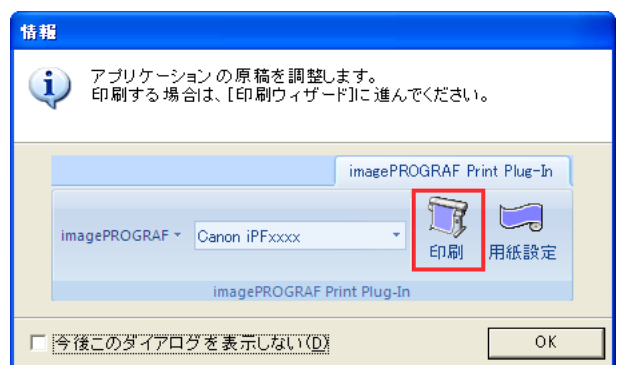 情報
アプリケーションの原稿を調整します。
印刷する場合は、[印刷ウィザード]に進んでください。
imagePROGRAF Print Plug-In
imagePROGRAF
Canon iPFxxxx
印刷
用紙設定
imagePROGRAF Print Plug-In
今後このダイアログを表示しない(D)
OK